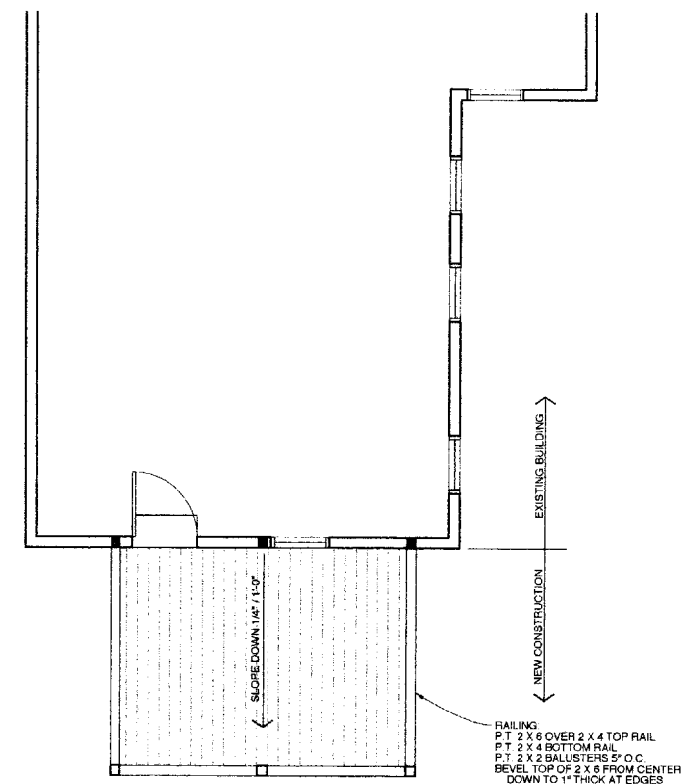 EXISTING BUILDING
SLOPE DOWN 1/4" / 1'-0"
NEW CONSTRUCTION
RAILING:
P.T. 2 X 6 OVER 2 X 4 TOP RAIL
P.T. 2 X 4 BOTTOM RAIL
P.T. 2 X 2 BALUSTERS 5" O.C.
BEVEL TOP OF 2 X 6 FROM CENTER
DOWN TO 1" THICK AT EDGES